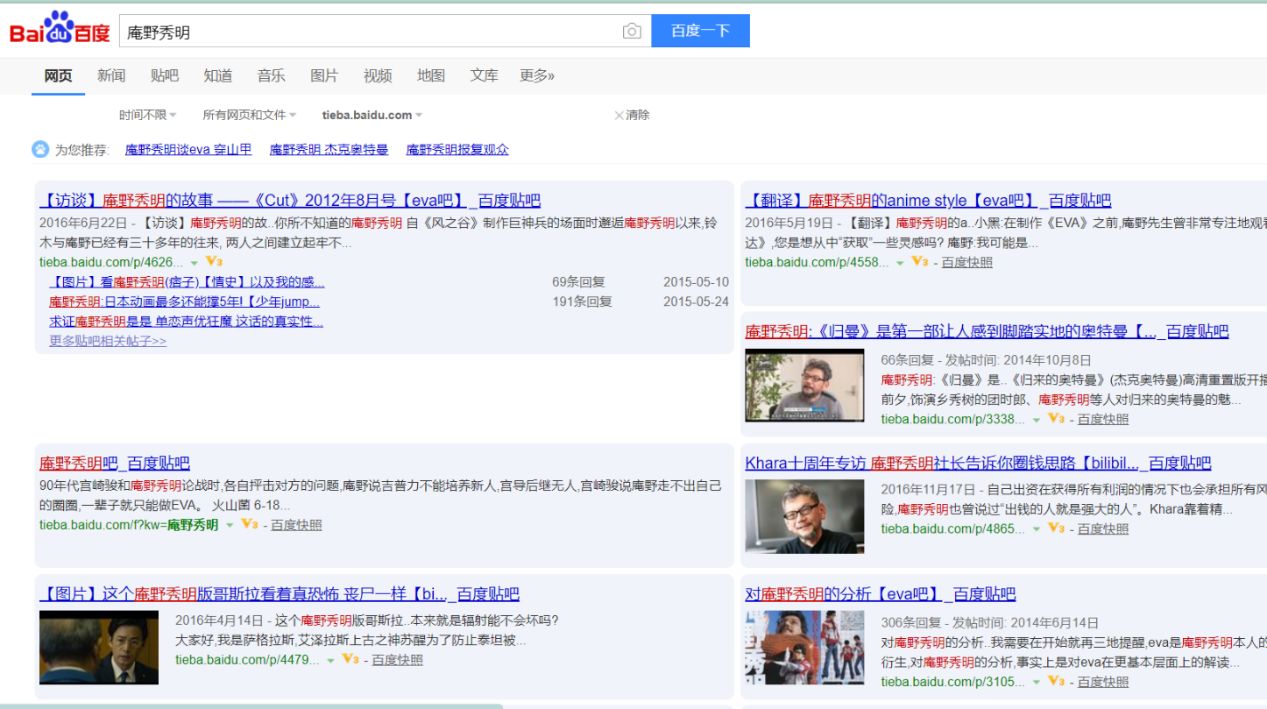 Bai du 百度
庵野秀明
百度一下
网页 新闻 贴吧 知道 音乐 图片 视频 地图 文库 更多»
时间不限 所有网页和文件 tieba.baidu.com ×清除
为您推荐: 庵野秀明谈eva 穿山甲 庵野秀明 杰克奥特曼 庵野秀明报复观众
【访谈】庵野秀明的故事 ——《Cut》2012年8月号【eva吧】_百度贴吧
2016年6月22日 - 【访谈】庵野秀明的故..你所不知道的庵野秀明 自《风之谷》制作巨神兵的场面时邂逅庵野秀明以来,铃
木与庵野已经有三十多年的往来, 两人之间建立起牢不...
tieba.baidu.com/p/4626... V3
【图片】看庵野秀明(痞子)【情史】以及我的感... 69条回复 2015-05-10
庵野秀明:日本动画最多还能撑5年!【少年jump... 191条回复 2015-05-24
求证庵野秀明是是 单恋声优狂魔 这话的真实性...
更多贴吧相关帖子>>
【翻译】庵野秀明的anime style【eva吧】_百度贴吧
2016年5月19日 - 【翻译】庵野秀明的a..小黑:在制作《EVA》之前,庵野先生曾非常专注地观看
达》,您是想从中“获取”一些灵感吗? 庵野:我可能是...
tieba.baidu.com/p/4558... V3 - 百度快照
庵野秀明:《归曼》是第一部让人感到脚踏实地的奥特曼【..._百度贴吧
66条回复 - 发帖时间: 2014年10月8日
庵野秀明:《归曼》是..《归来的奥特曼》(杰克奥特曼)高清重置版开播
前夕,饰演乡秀树的团时郎、庵野秀明等人对归来的奥特曼的魅...
tieba.baidu.com/p/3338... V3 - 百度快照
庵野秀明吧_百度贴吧
90年代宫崎骏和庵野秀明论战时,各自抨击对方的问题,庵野说吉普力不能培养新人,宫导后继无人,宫崎骏说庵野走不出自己
的圈圈,一辈子就只能做EVA。 火山菌 6-18...
tieba.baidu.com/f?kw=庵野秀明 V3 - 百度快照
Khara十周年专访 庵野秀明社长告诉你圈钱思路【bilibil..._百度贴吧
2016年11月17日 - 自己出资在获得所有利润的情况下也会承担所有风
险,庵野秀明也曾说过“出钱的人就是强大的人”。Khara靠着精...
tieba.baidu.com/p/4865... V3 - 百度快照
【图片】这个庵野秀明版哥斯拉看着真恐怖 丧尸一样【bi..._百度贴吧
2016年4月14日 - 这个庵野秀明版哥斯拉..本来就是辐射能不会坏吗?
大家好,我是萨格拉斯,艾泽拉斯上古之神苏醒为了防止泰坦被...
tieba.baidu.com/p/4479... V3 - 百度快照
对庵野秀明的分析【eva吧】_百度贴吧
306条回复 - 发帖时间: 2014年6月14日
对庵野秀明的分析..我需要在开始就再三地提醒,eva是庵野秀明本人的
衍生,对庵野秀明的分析,事实上是对eva在更基本层面上的解读...
tieba.baidu.com/p/3105... V3 - 百度快照